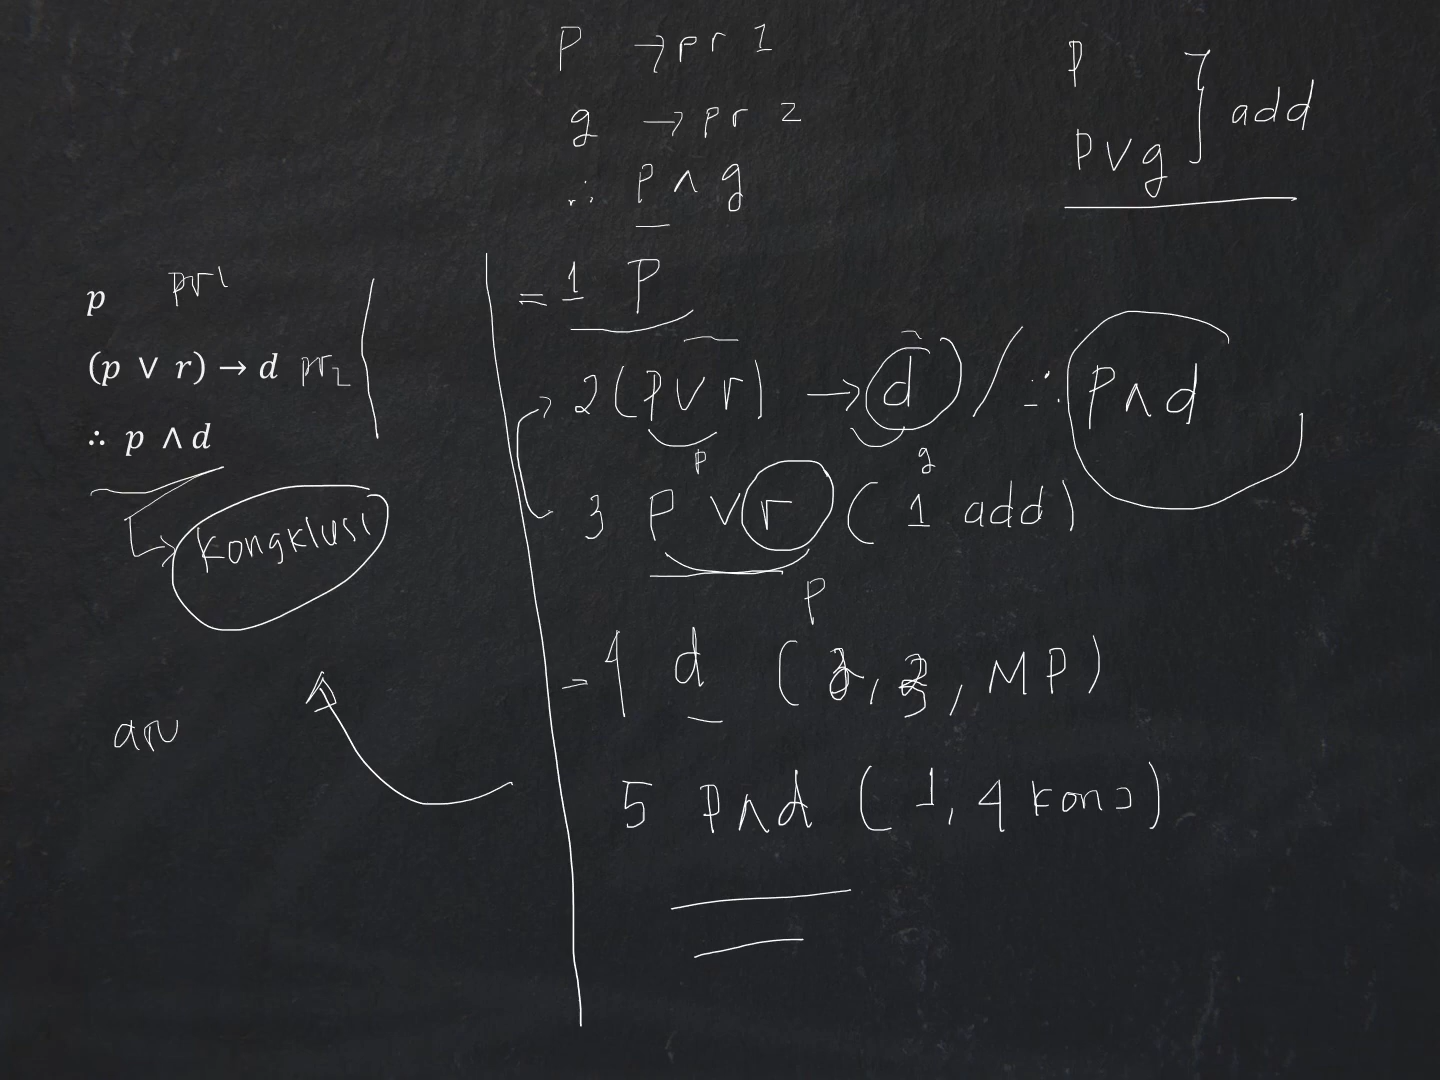 p → pr 1
g → pr 2
∴ p ∧ g
p
p ∨ g } add
p pr1
(p ∨ r) → d pr2
∴ p ∧ d
kongklusi
= 1 p
2 (p ∨ r) → d) / ∴ p ∧ d
p g
3 p ∨ r ( 1 add )
p
= 4 d ( 2, 3, MP )
5 p ∧ d ( 1, 4 konj )